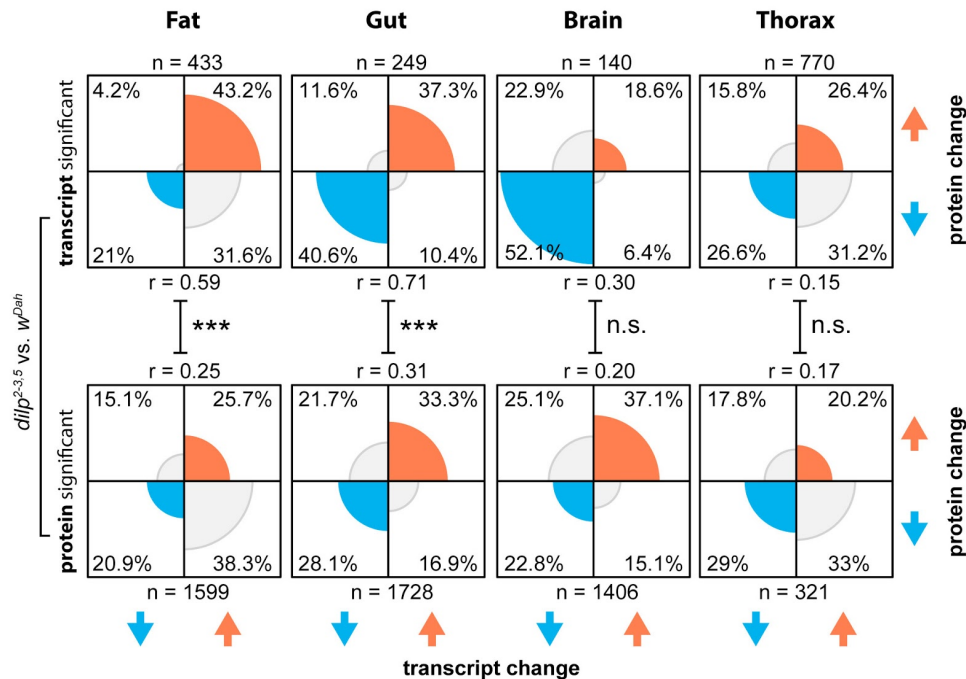 Fat Gut Brain Thorax
n = 433 n = 249 n = 140 n = 770
4.2% 43.2% 11.6% 37.3% 22.9% 18.6% 15.8% 26.4%
transcript significant
protein change
21% 31.6% 40.6% 10.4% 52.1% 6.4% 26.6% 31.2%
r = 0.59 r = 0.71 r = 0.30 r = 0.15
dilp2-3,5 vs. wDah
*** *** n.s. n.s.
r = 0.25 r = 0.31 r = 0.20 r = 0.17
15.1% 25.7% 21.7% 33.3% 25.1% 37.1% 17.8% 20.2%
protein significant
protein change
20.9% 38.3% 28.1% 16.9% 22.8% 15.1% 29% 33%
n = 1599 n = 1728 n = 1406 n = 321
transcript change